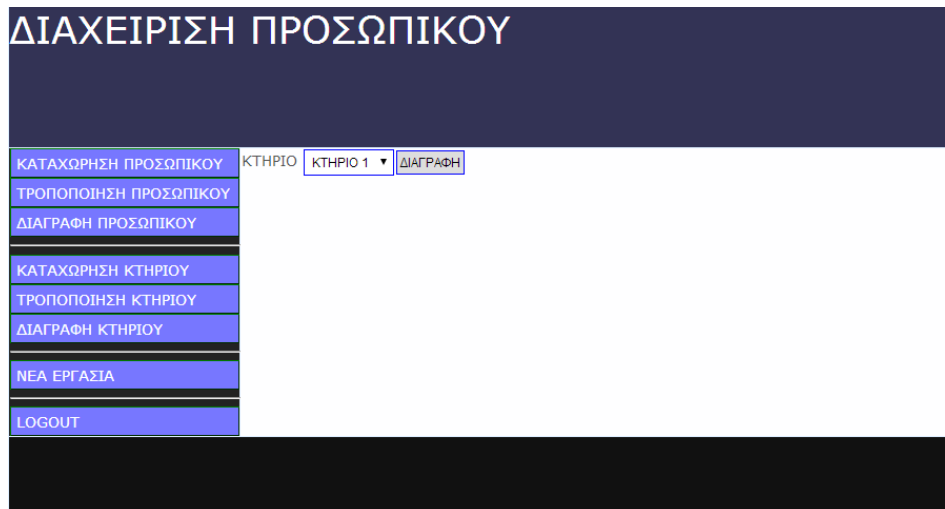 ΔΙΑΧΕΙΡΙΣΗ ΠΡΟΣΩΠΙΚΟΥ
ΚΑΤΑΧΩΡΗΣΗ ΠΡΟΣΩΠΙΚΟΥ
ΤΡΟΠΟΠΟΙΗΣΗ ΠΡΟΣΩΠΙΚΟΥ
ΔΙΑΓΡΑΦΗ ΠΡΟΣΩΠΙΚΟΥ
ΚΑΤΑΧΩΡΗΣΗ ΚΤΗΡΙΟΥ
ΤΡΟΠΟΠΟΙΗΣΗ ΚΤΗΡΙΟΥ
ΔΙΑΓΡΑΦΗ ΚΤΗΡΙΟΥ
ΝΕΑ ΕΡΓΑΣΙΑ
LOGOUT
ΚΤΗΡΙΟ ΚΤΗΡΙΟ 1 ΔΙΑΓΡΑΦΗ